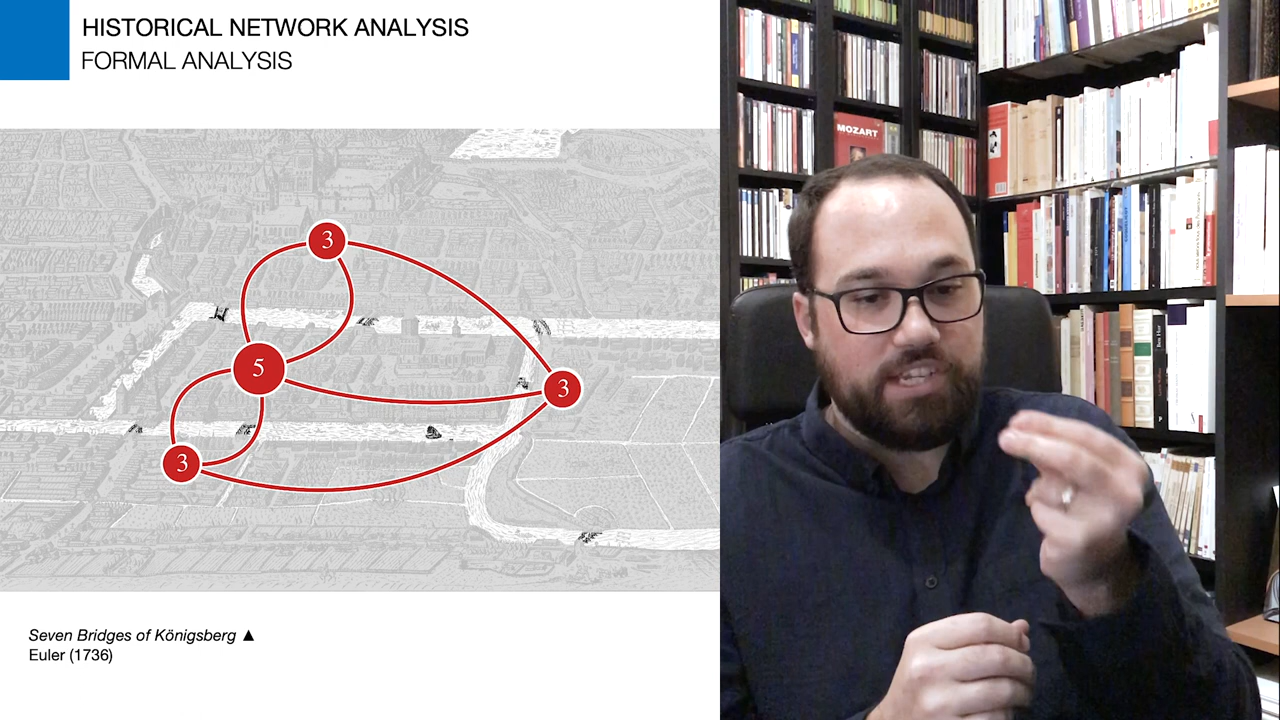 HISTORICAL NETWORK ANALYSIS
FORMAL ANALYSIS
3
5
3
3
Seven Bridges of Königsberg ▲
Euler (1736)
MOZART